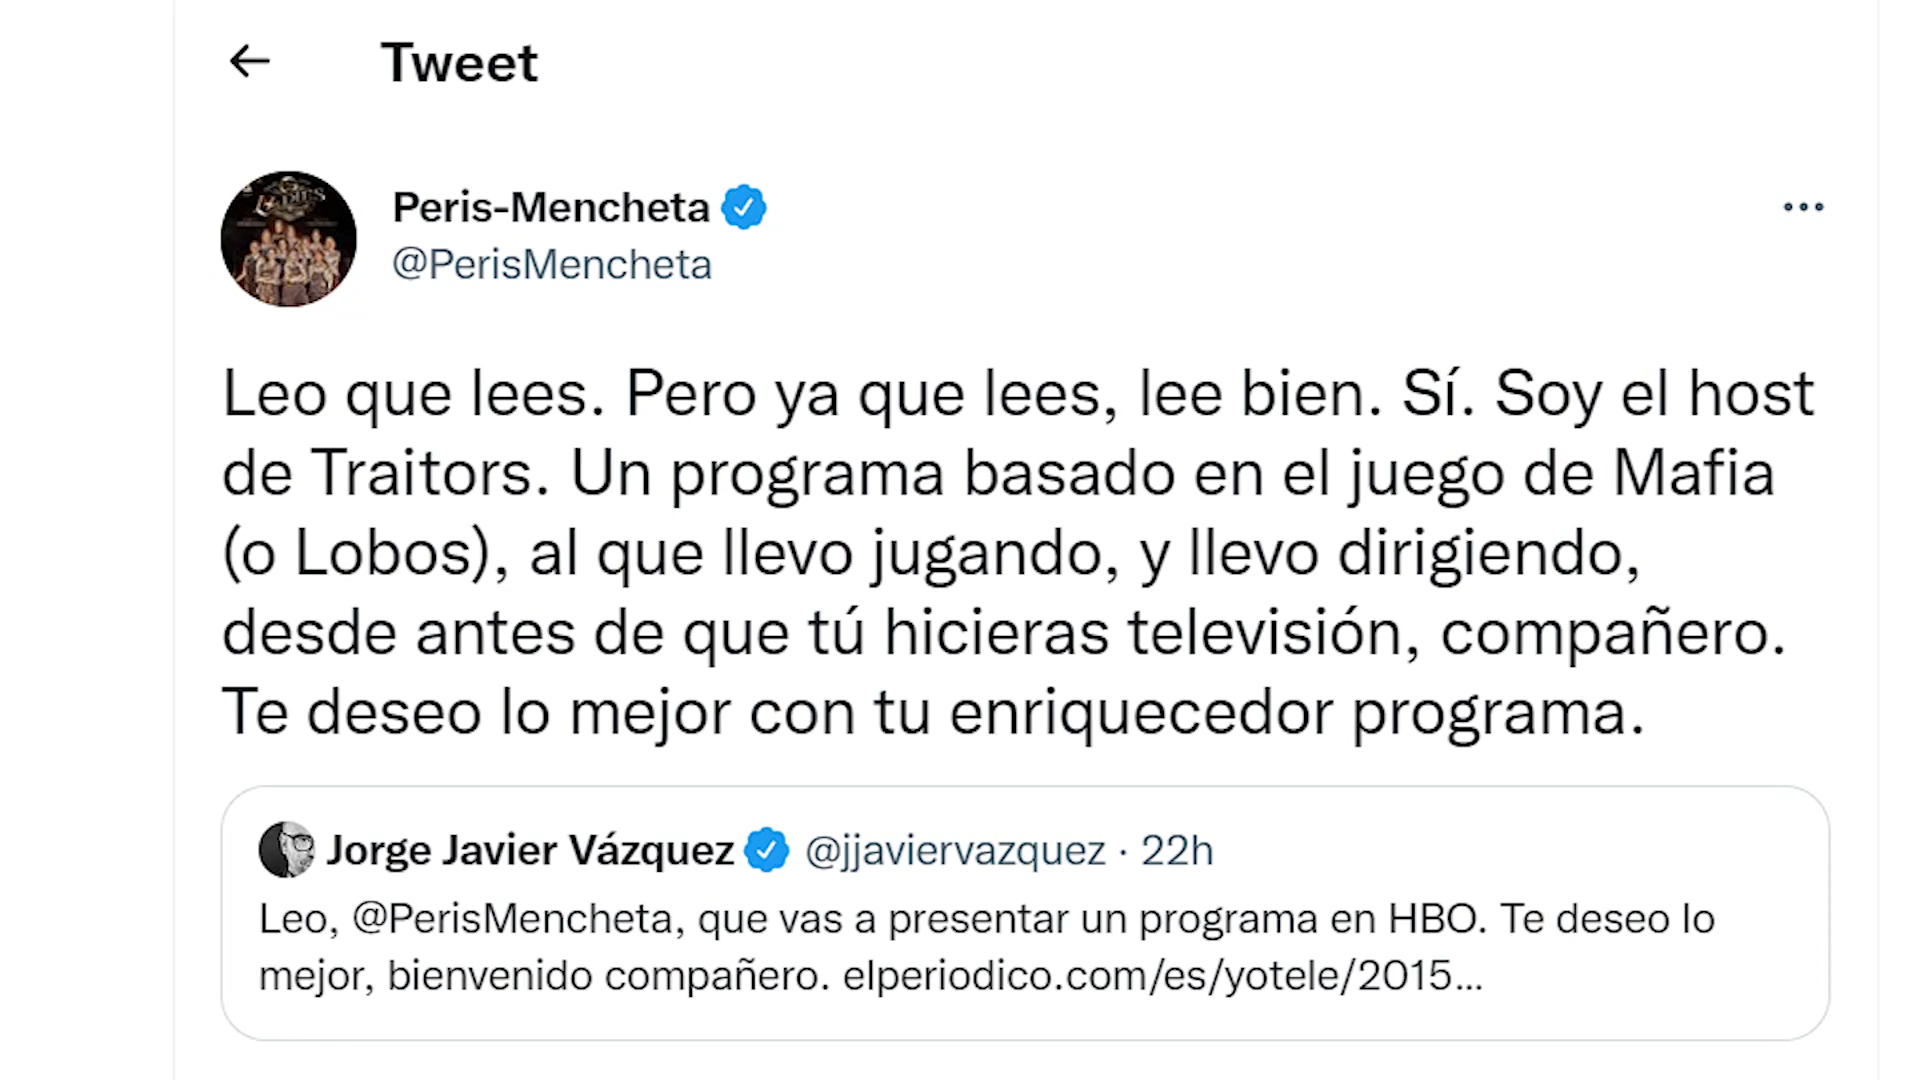 Tweet
Peris-Mencheta
@PerisMencheta
Leo que lees. Pero ya que lees, lee bien. Sí. Soy el host
de Traitors. Un programa basado en el juego de Mafia
(o Lobos), al que llevo jugando, y llevo dirigiendo,
desde antes de que tú hicieras televisión, compañero.
Te deseo lo mejor con tu enriquecedor programa.
Jorge Javier Vázquez @jjaviervazquez · 22h
Leo, @PerisMencheta, que vas a presentar un programa en HBO. Te deseo lo
mejor, bienvenido compañero. elperiodico.com/es/yotele/2015...